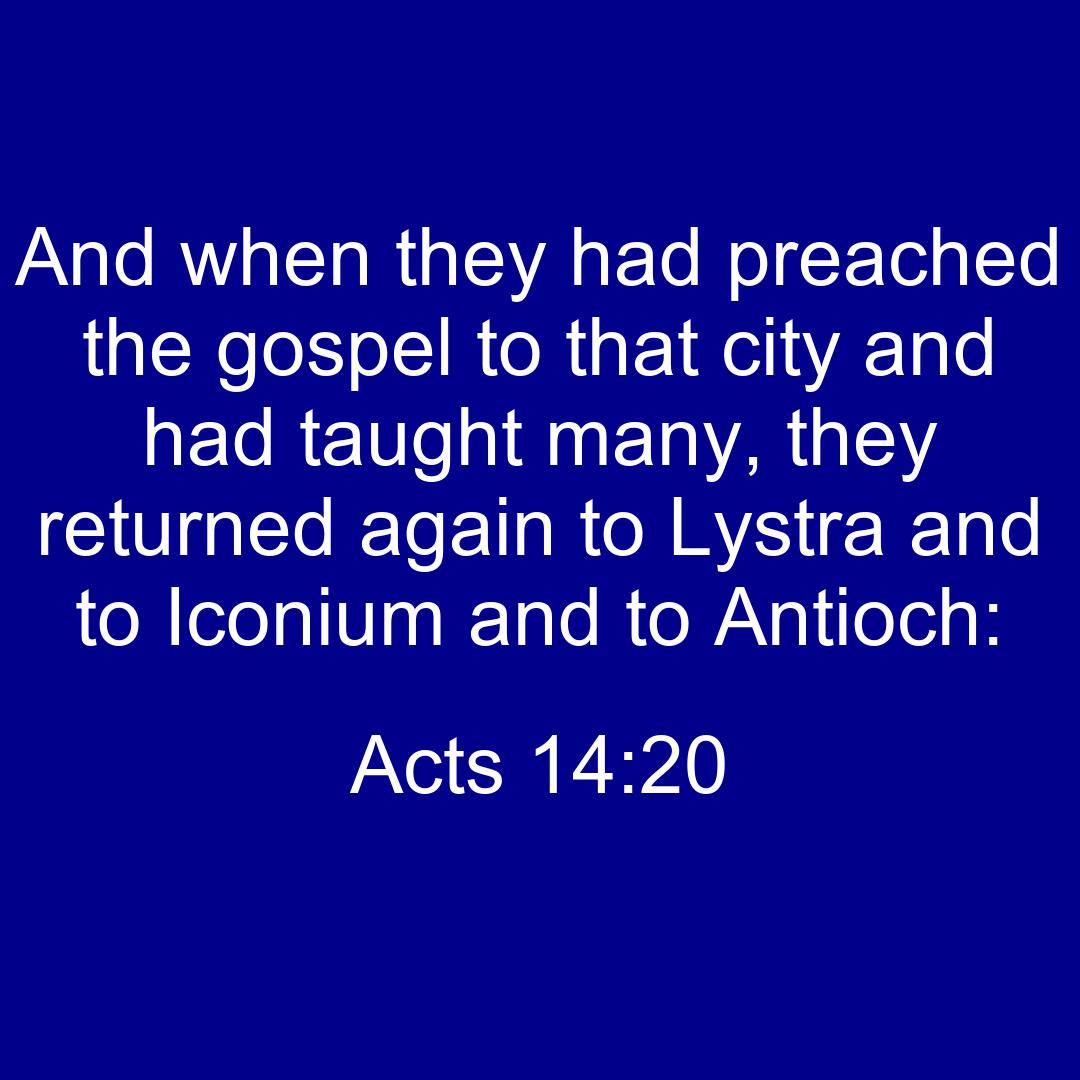 And when they had preached
the gospel to that city and
had taught many, they
returned again to Lystra and
to Iconium and to Antioch:
Acts 14:20